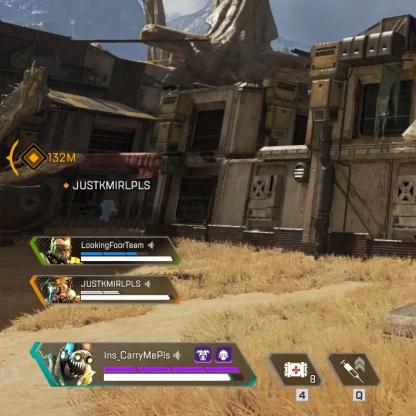 132M
JUSTKMIRLPLS
LookingFoorTeam
JUSTKMIRLPLS
Ins_CarryMePls
8
4
Q